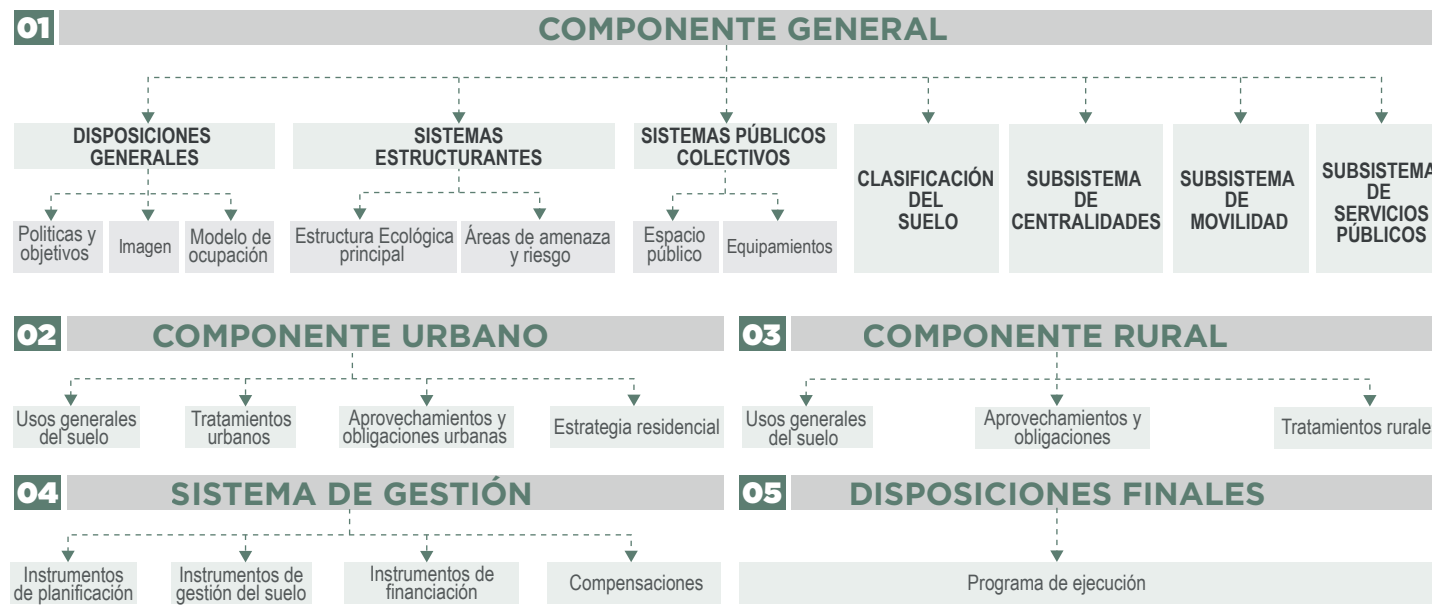 01
COMPONENTE GENERAL
DISPOSICIONES
GENERALES
SISTEMAS
ESTRUCTURANTES
SISTEMAS PÚBLICOS
COLECTIVOS
CLASIFICACIÓN
DEL
SUELO
SUBSISTEMA
DE
CENTRALIDADES
SUBSISTEMA
DE
MOVILIDAD
SUBSISTEMA
DE
SERVICIOS
PÚBLICOS
Politicas y
objetivos
Imagen
Modelo de
ocupación
Estructura Ecológica
principal
Áreas de amenaza
y riesgo
Espacio
público
Equipamientos
02
COMPONENTE URBANO
Usos generales
del suelo
Tratamientos
urbanos
Aprovechamientos y
obligaciones urbanas
Estrategia residencial
03
COMPONENTE RURAL
Usos generales
del suelo
Aprovechamientos y
obligaciones
Tratamientos rurale
04
SISTEMA DE GESTIÓN
Instrumentos
de planificación
Instrumentos de
gestión del suelo
Instrumentos de
financiación
Compensaciones
05
DISPOSICIONES FINALES
Programa de ejecución